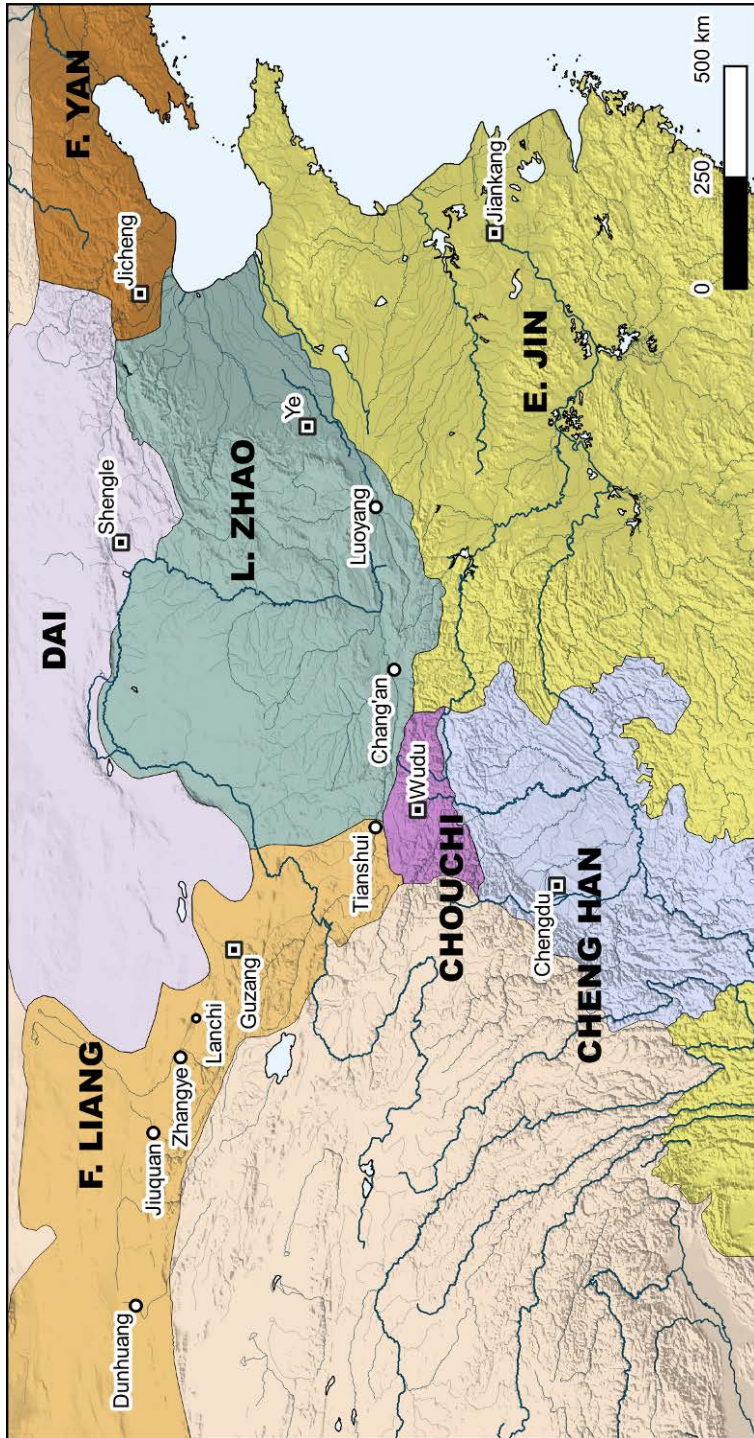 F. YAN
Jicheng
DAI
Shengle
L. ZHAO
Ye
Luoyang
Chang'an
F. LIANG
Dunhuang
Jiuquan
Zhangye
Lanchi
Guzang
Tianshui
CHOUCHI
Wudu
CHENG HAN
Chengdu
E. JIN
Jiankang
0 250 500 km